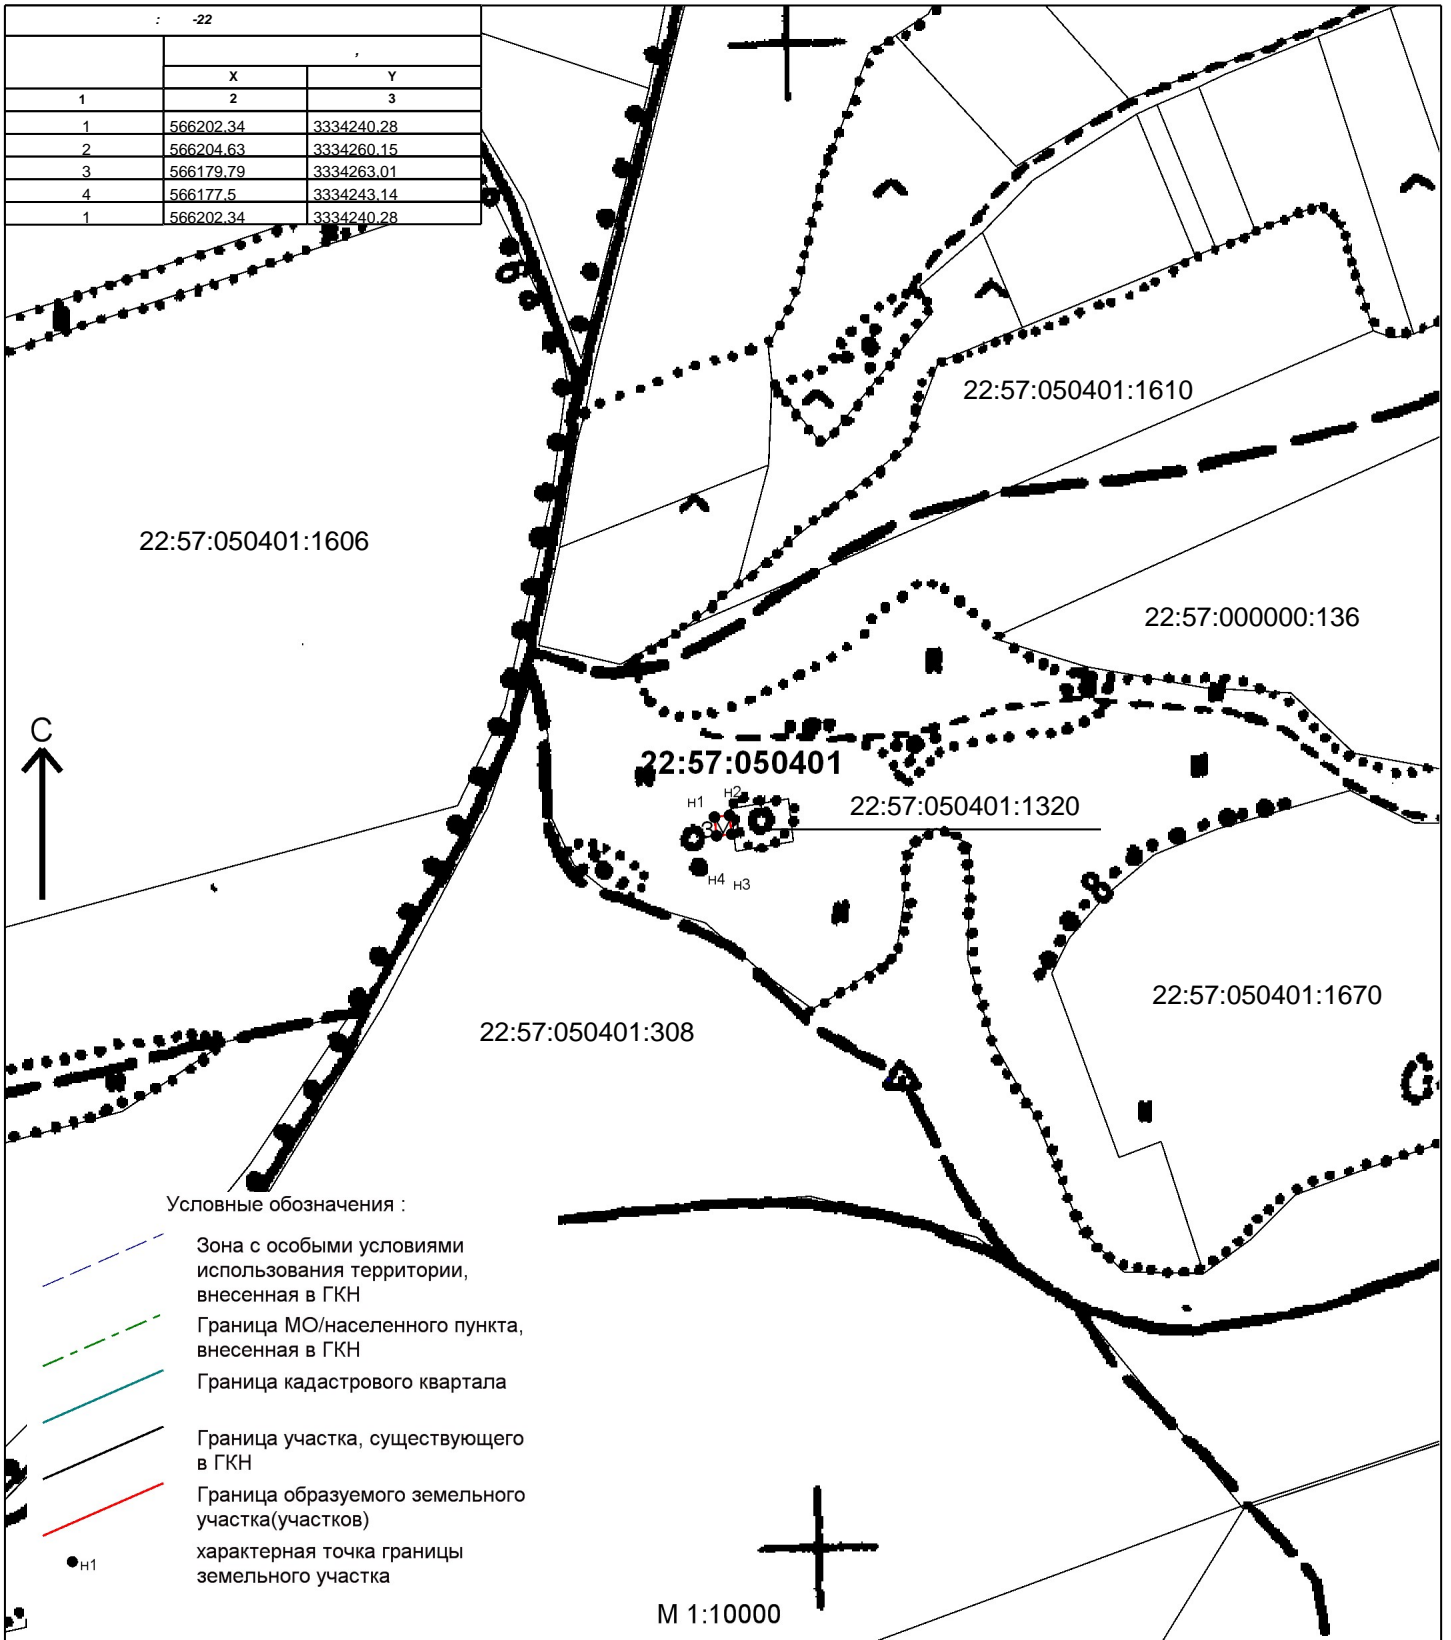 : -22
,
X Y
1 2 3
1 566202,34 3334240,28
2 566204,63 3334260,15
3 566179,79 3334263,01
4 566177,5 3334243,14
1 566202,34 3334240,28
22:57:050401:1610
22:57:050401:1606
22:57:000000:136
С
22:57:050401
н1 н2
22:57:050401:1320
н4 н3
22:57:050401:1670
22:57:050401:308
Условные обозначения :
Зона с особыми условиями
использования территории,
внесенная в ГКН
Граница МО/населенного пункта,
внесенная в ГКН
Граница кадастрового квартала
Граница участка, существующего
в ГКН
Граница образуемого земельного
участка(участков)
н1
характерная точка границы
земельного участка
М 1:10000